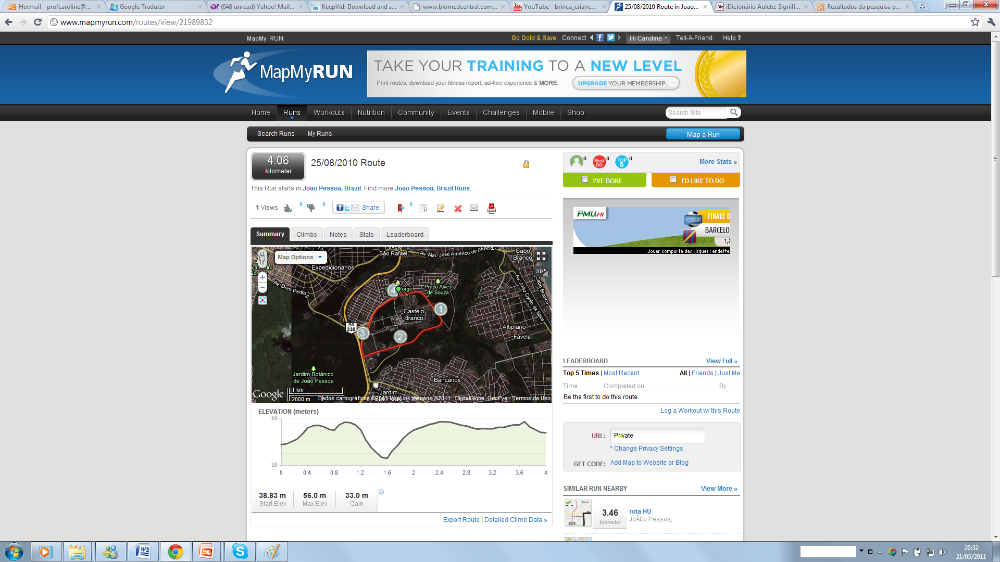 Hotmail - profcaroline@...
Google Tradutor
(648 unread) Yahoo! Mail...
KeepVid: Download and s...
www.biomedcentral.com...
YouTube - brinca_crianc...
25/08/2010 Route in Joao...
iDicionário Aulete: Signifi...
Resultados da pesquisa p...
www.mapmyrun.com/routes/view/21989832
MapMy: RUN
Go Gold & Save Connect Hi Caroline Tell-A-Friend Help ?
MapMyRUN
TAKE YOUR TRAINING TO A NEW LEVEL
Print routes, download your fitness report, ad-free experience & MORE.
UPGRADE YOUR MEMBERSHIP
Home Runs Workouts Nutrition Community Events Challenges Mobile Shop
Search Site
Search Runs My Runs
Map a Run
4.06
kilometer
25/08/2010 Route
This Run starts in Joao Pessoa, Brazil. Find more Joao Pessoa, Brazil Runs.
1 Views 0 0 Share 0
Summary Climbs Notes Stats Leaderboard
Map Options
Favela
São Rafael
Av. Min. José Américo de Almeida
Cabo
Branco
Expedicionários
3D
Av. Dom Pedro II
Praça Alves
de Souza
Av. João Cyrilo da Silva
Cabo Branco
4
1
Castelo
Branco
BR
230
3
2
Altiplano
Favela
Jardim Botânico
de João Pessoa
Bancários
Jardim
Google
1 km
2000 m
Dados cartográficos ©2011 MapLink Imagens ©2011 , DigitalGlobe, GeoEye - Termos de Uso
ELEVATION (meters)
50
30
0 0.4 0.8 1.2 1.6 2 2.4 2.8 3.2 3.6 4
38.83 m 56.0 m 33.0 m
Start Elev Max Elev Gain
Export Route | Detailed Climb Data »
0 Must DO 0 TOP 5 0
More Stats »
I'VE DONE
I'D LIKE TO DO
PMU.FR
FINALE D
BARCELO
1,8
Jouer comporte des risques : endette
LEADERBOARD View Full »
Top 5 Times | Most Recent All | Friends | Just Me
Time Completed on By
Be the first to do this route.
Log a Workout w/ this Route
URL: Private
* Change Privacy Settings
GET CODE: Add Map to Website or Blog
SIMILAR RUN NEARBY View More »
3.46
kilometer
rota HU
JoÃ£o Pessoa,
20:32
21/05/2011